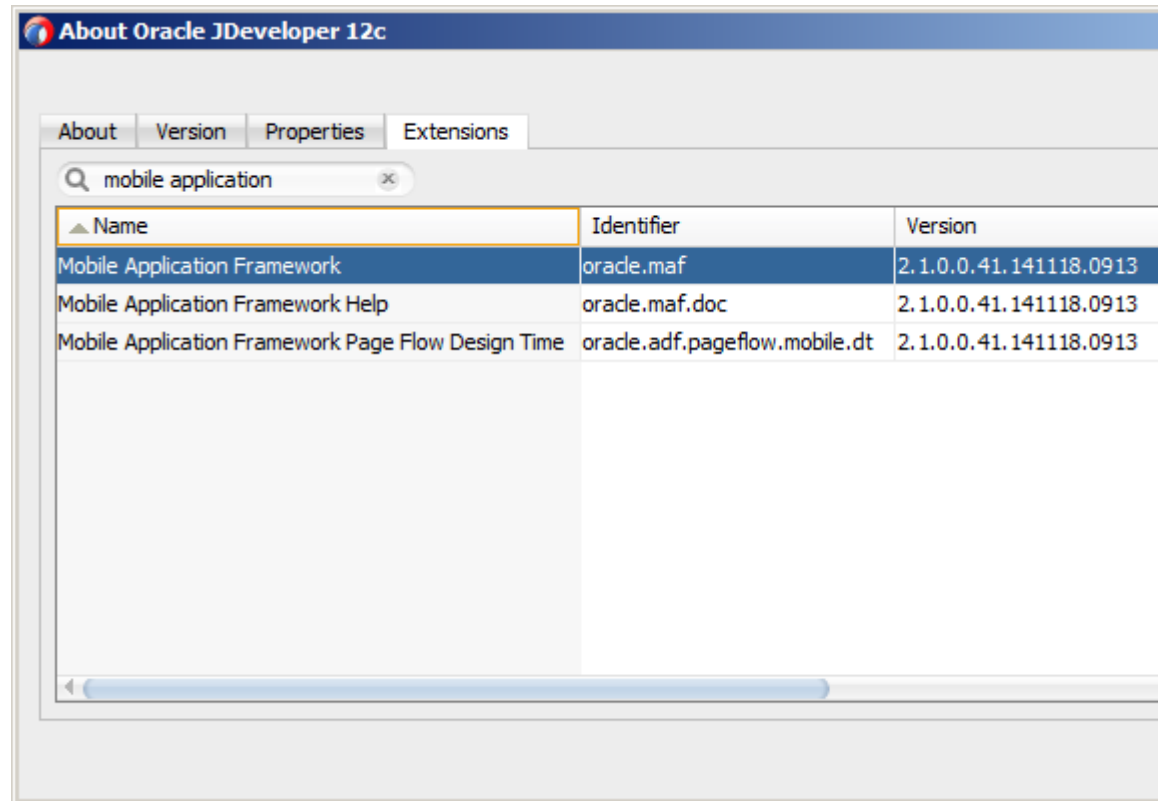 About Oracle JDeveloper 12c
About Version Properties Extensions
mobile application
Name Identifier Version
Mobile Application Framework oracle.maf 2.1.0.0.41.141118.0913
Mobile Application Framework Help oracle.maf.doc 2.1.0.0.41.141118.0913
Mobile Application Framework Page Flow Design Time oracle.adf.pageflow.mobile.dt 2.1.0.0.41.141118.0913